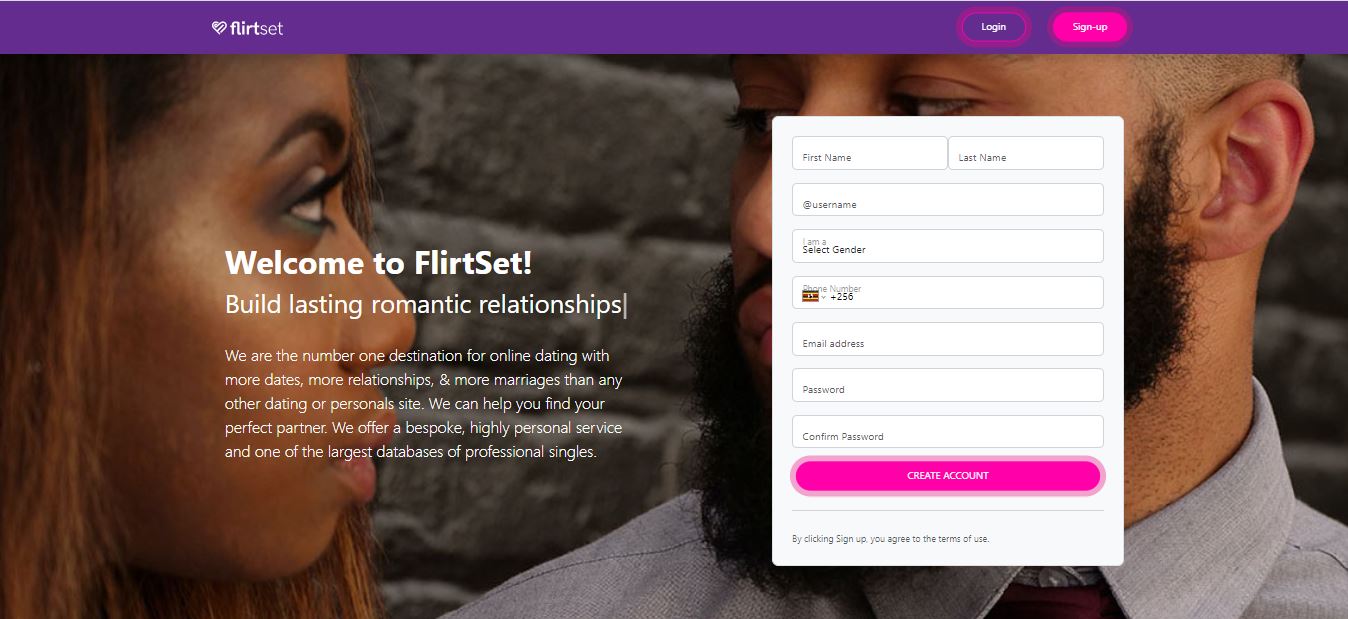 flirtset
Login
Sign-up
Welcome to FlirtSet!
Build lasting romantic relationships|
We are the number one destination for online dating with
more dates, more relationships, & more marriages than any
other dating or personals site. We can help you find your
perfect partner. We offer a bespoke, highly personal service
and one of the largest databases of professional singles.
First Name
Last Name
@username
I am a
Select Gender
Phone Number
+256
Email address
Password
Confirm Password
CREATE ACCOUNT
By clicking Sign up, you agree to the terms of use.